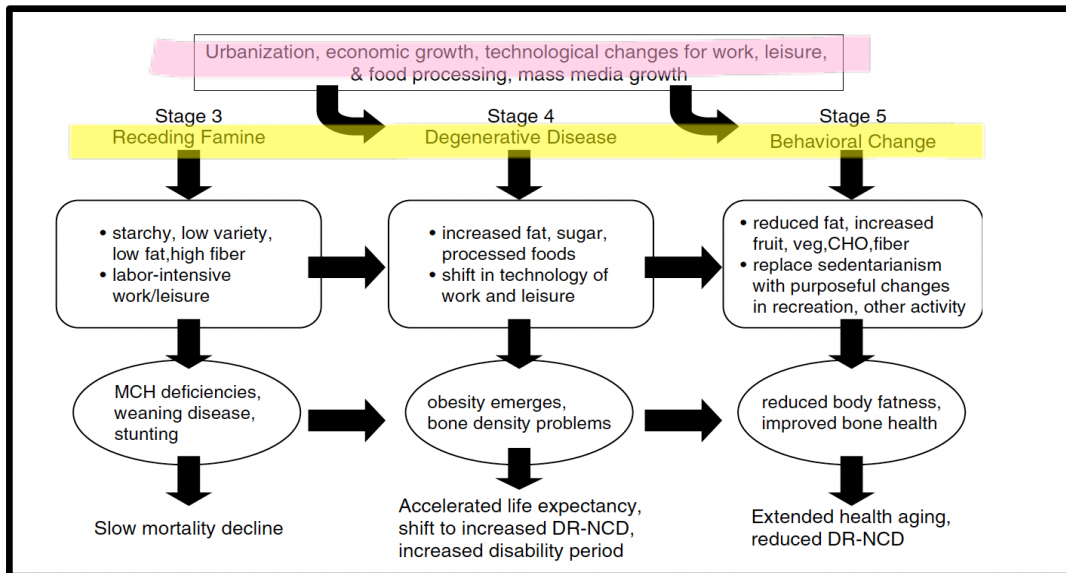 Urbanization, economic growth, technological changes for work, leisure,
& food processing, mass media growth
Stage 3
Receding Famine
Stage 4
Degenerative Disease
Stage 5
Behavioral Change
• starchy, low variety,
low fat,high fiber
• labor-intensive
work/leisure
• increased fat, sugar,
processed foods
• shift in technology of
work and leisure
• reduced fat, increased
fruit, veg,CHO,fiber
• replace sedentarianism
with purposeful changes
in recreation, other activity
MCH deficiencies,
weaning disease,
stunting
obesity emerges,
bone density problems
reduced body fatness,
improved bone health
Slow mortality decline
Accelerated life expectancy,
shift to increased DR-NCD,
increased disability period
Extended health aging,
reduced DR-NCD